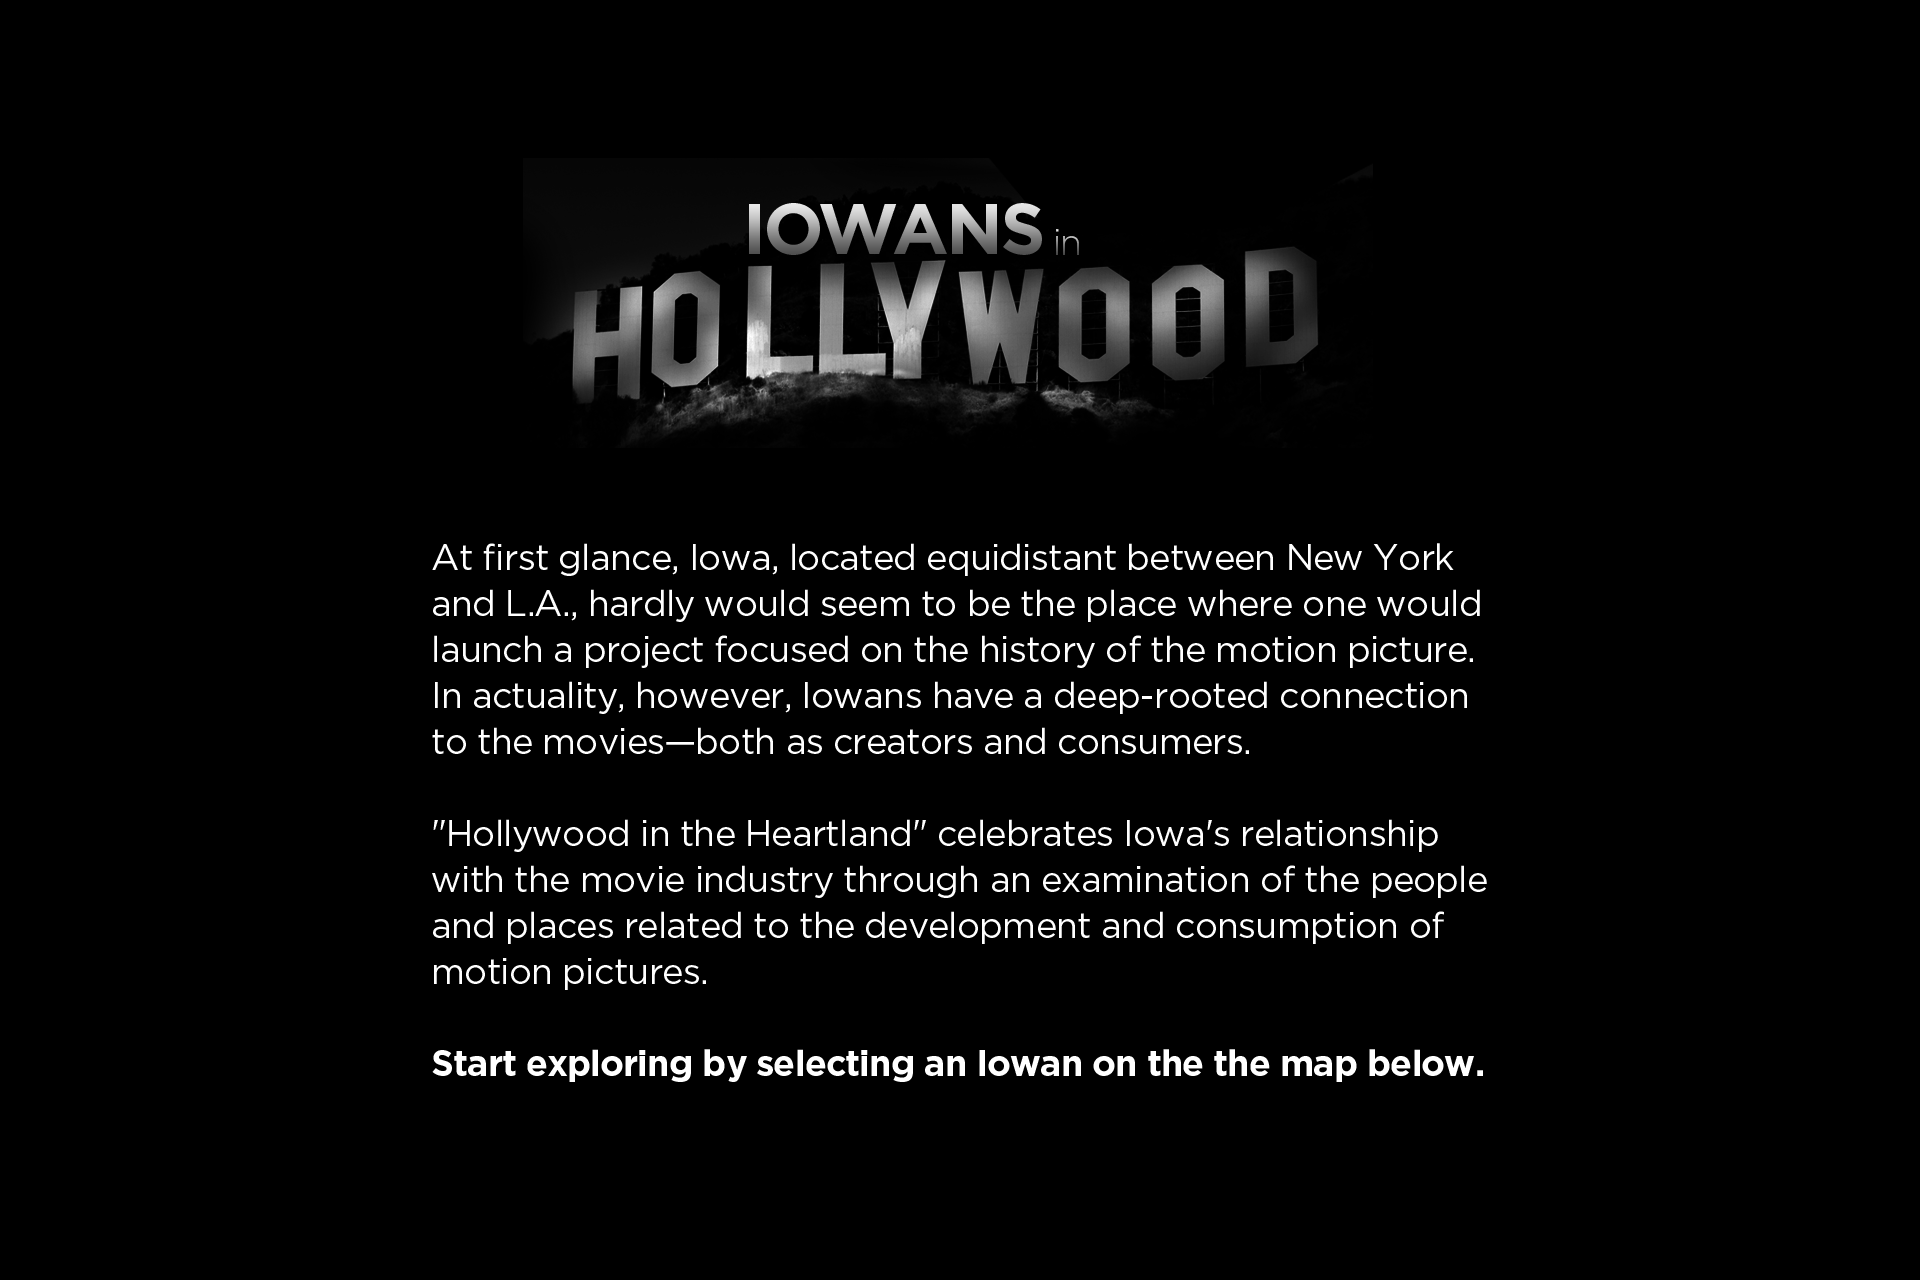 IOWANS in
HOLLYWOOD
At first glance, Iowa, located equidistant between New York
and L.A., hardly would seem to be the place where one would
launch a project focused on the history of the motion picture.
In actuality, however, Iowans have a deep-rooted connection
to the movies—both as creators and consumers.
"Hollywood in the Heartland" celebrates Iowa's relationship
with the movie industry through an examination of the people
and places related to the development and consumption of
motion pictures.
Start exploring by selecting an Iowan on the the map below.